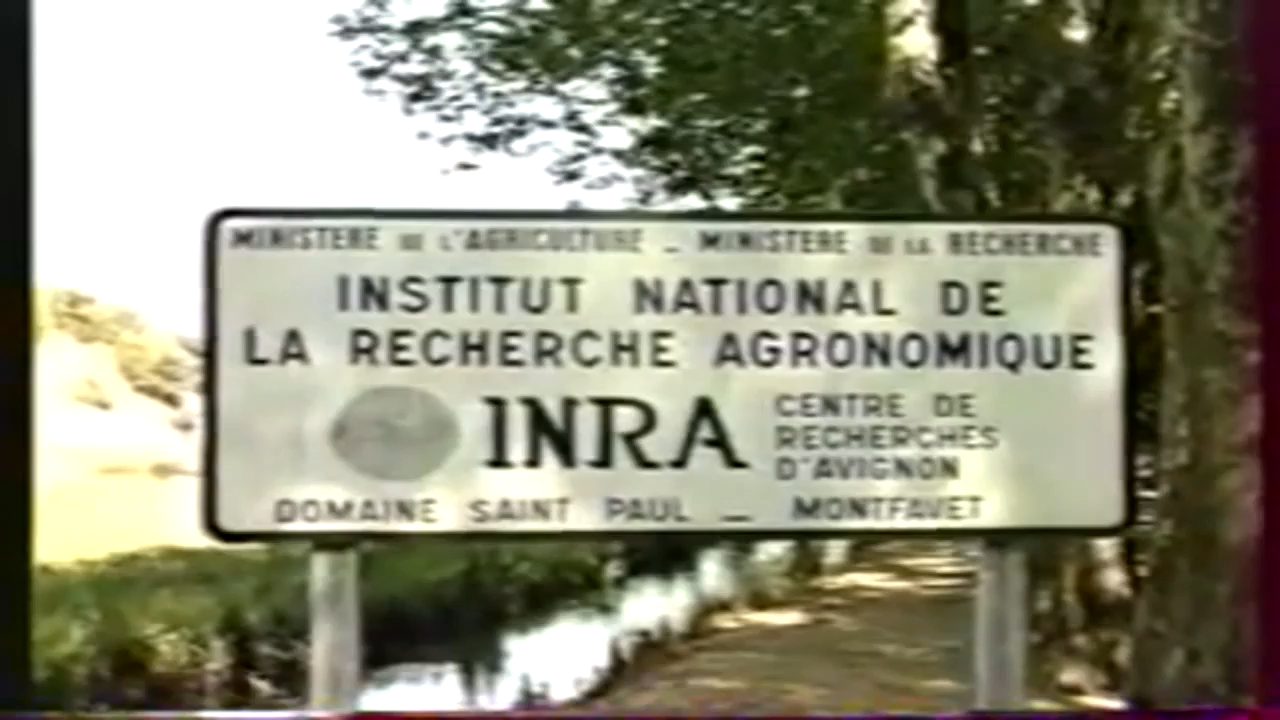 MINISTERE DE L'AGRICULTURE _ MINISTERE DE LA RECHERCHE
INSTITUT NATIONAL DE
LA RECHERCHE AGRONOMIQUE
INRA
CENTRE DE
RECHERCHES
D'AVIGNON
DOMAINE SAINT PAUL _ MONTFAVET